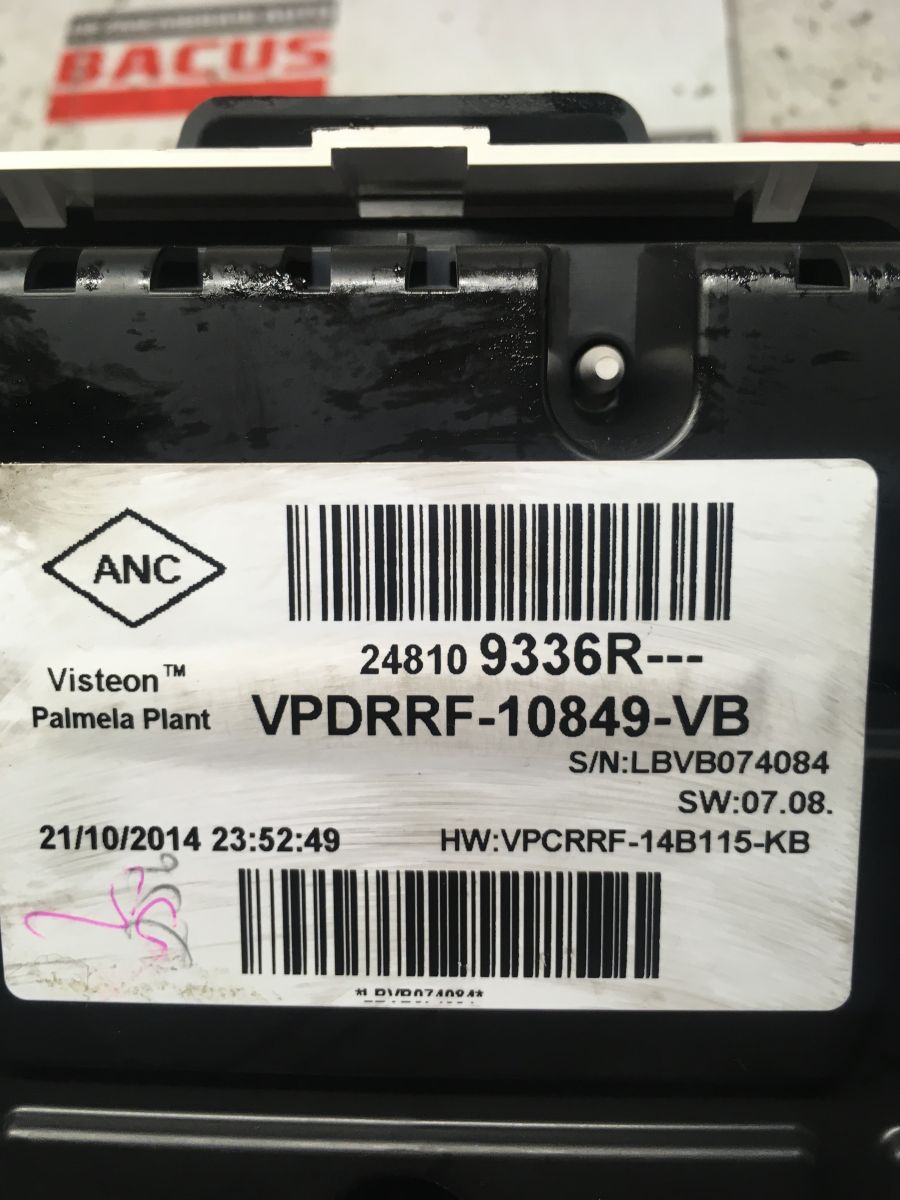 BACUS
ANC
24810 9336R---
Visteon™
Palmela Plant
VPDRRF-10849-VB
S/N:LBVB074084
SW:07.08.
21/10/2014 23:52:49
HW:VPCRRF-14B115-KB
*LBVB074084*